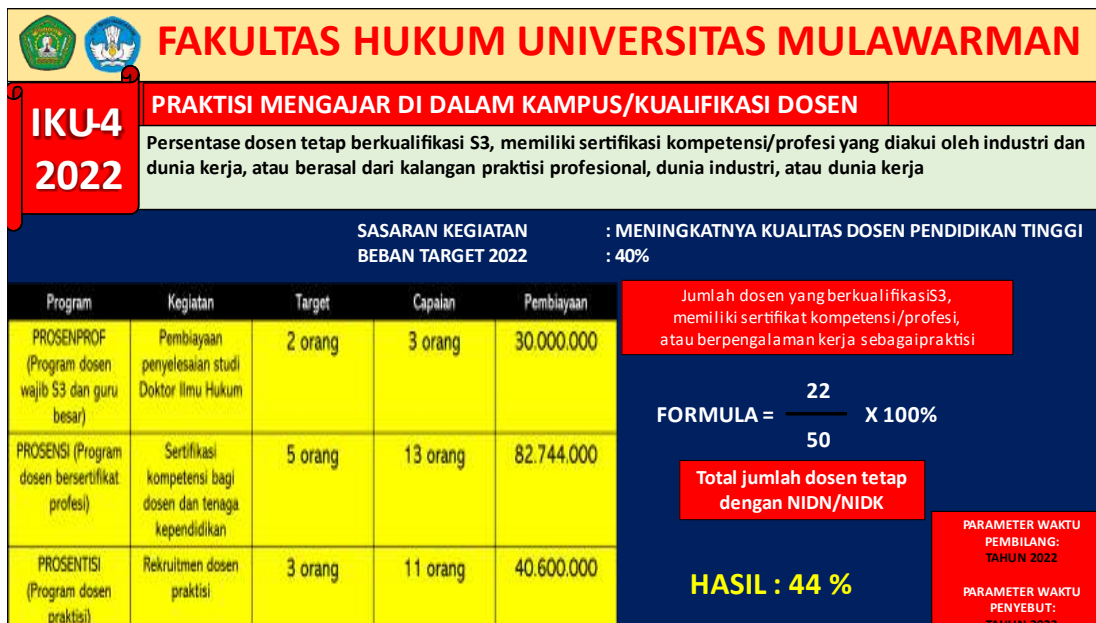 FAKULTAS HUKUM UNIVERSITAS MULAWARMAN
IKU-4
2022
PRAKTISI MENGAJAR DI DALAM KAMPUS/KUALIFIKASI DOSEN
Persentase dosen tetap berkualifikasi S3, memiliki sertifikasi kompetensi/profesi yang diakui oleh industri dan
dunia kerja, atau berasal dari kalangan praktisi profesional, dunia industri, atau dunia kerja
SASARAN KEGIATAN : MENINGKATNYA KUALITAS DOSEN PENDIDIKAN TINGGI
BEBAN TARGET 2022 : 40%
Program Kegiatan Target Capaian Pembiayaan
PROSENPROF
(Program dosen
wajib S3 dan guru
besar)
Pembiayaan
penyelesaian studi
Doktor Ilmu Hukum
2 orang
3 orang
30.000.000
PROSENSI (Program
dosen bersertifikat
profesi)
Sertifikasi
kompetensi bagi
dosen dan tenaga
kependidikan
5 orang
13 orang
82.744.000
PROSENTISI
(Program dosen
praktisi)
Rekruitmen dosen
praktisi
3 orang
11 orang
40.600.000
Jumlah dosen yang berkualifikasiS3,
memiliki sertifikat kompetensi/profesi,
atau berpengalaman kerja sebagaipraktisi
22
FORMULA = X 100%
50
Total jumlah dosen tetap
dengan NIDN/NIDK
HASIL : 44 %
PARAMETER WAKTU
PEMBILANG:
TAHUN 2022
PARAMETER WAKTU
PENYEBUT:
TAHUN 2022